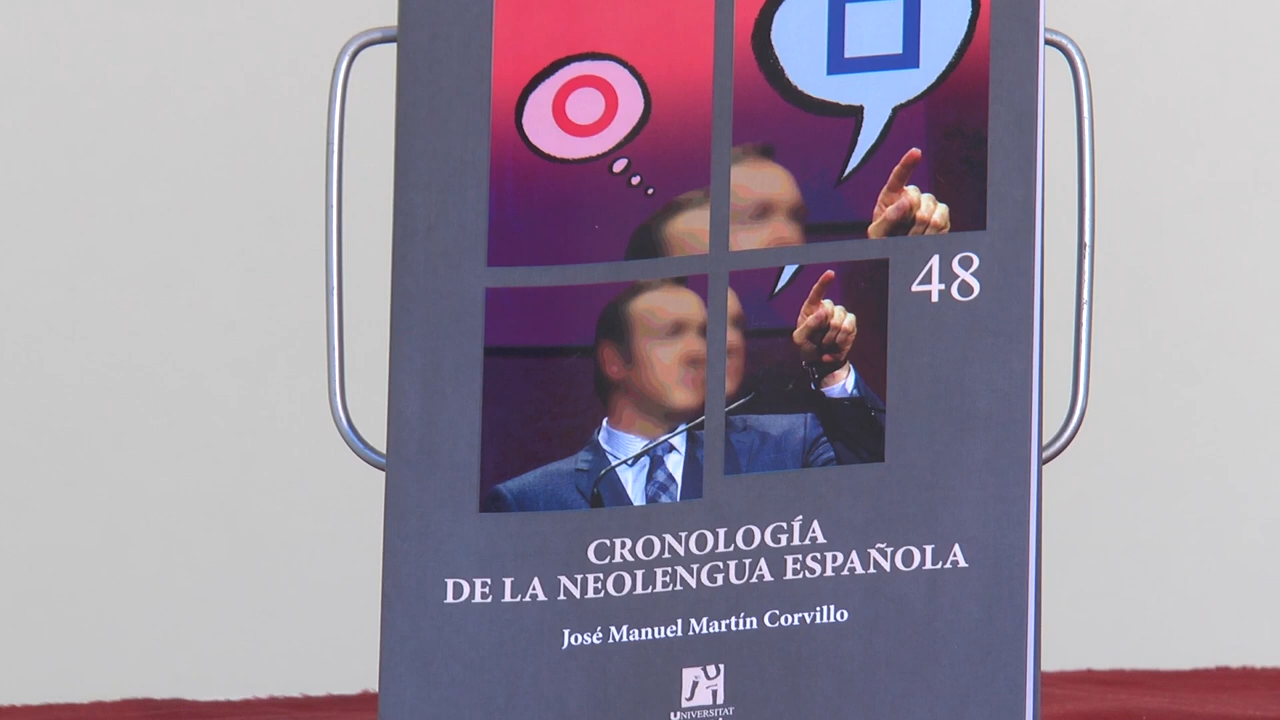 48
CRONOLOGÍA
DE LA NEOLENGUA ESPAÑOLA
José Manuel Martín Corvillo
UNIVERSITAT